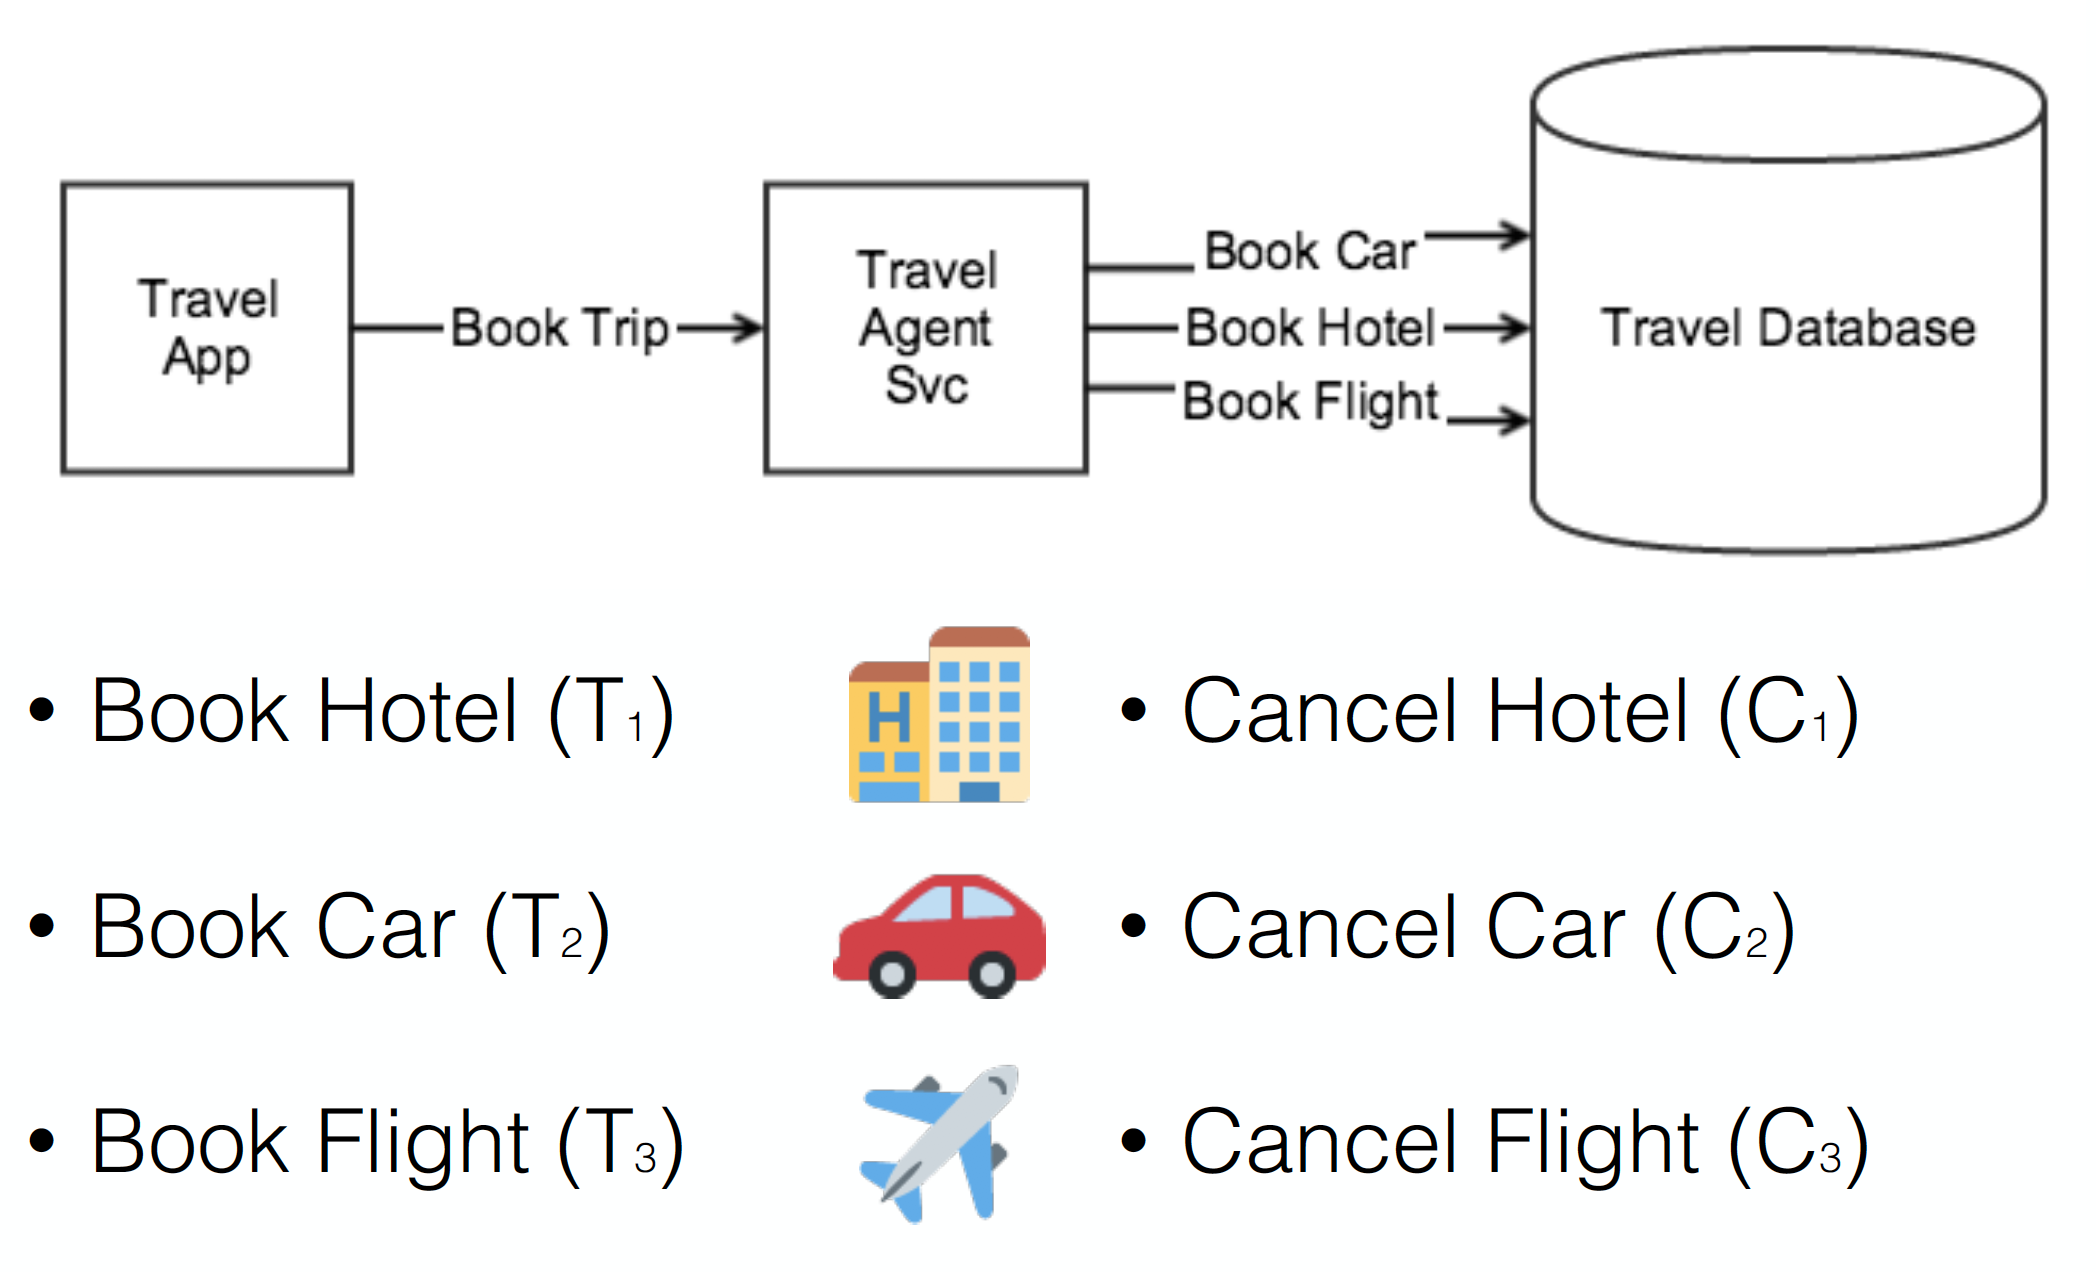 Travel
App
Book Trip
Travel
Agent
Svc
Book Car
Book Hotel
Book Flight
Travel Database
• Book Hotel (T₁)
H
• Cancel Hotel (C₁)
• Book Car (T₂)
• Cancel Car (C₂)
• Book Flight (T₃)
• Cancel Flight (C₃)